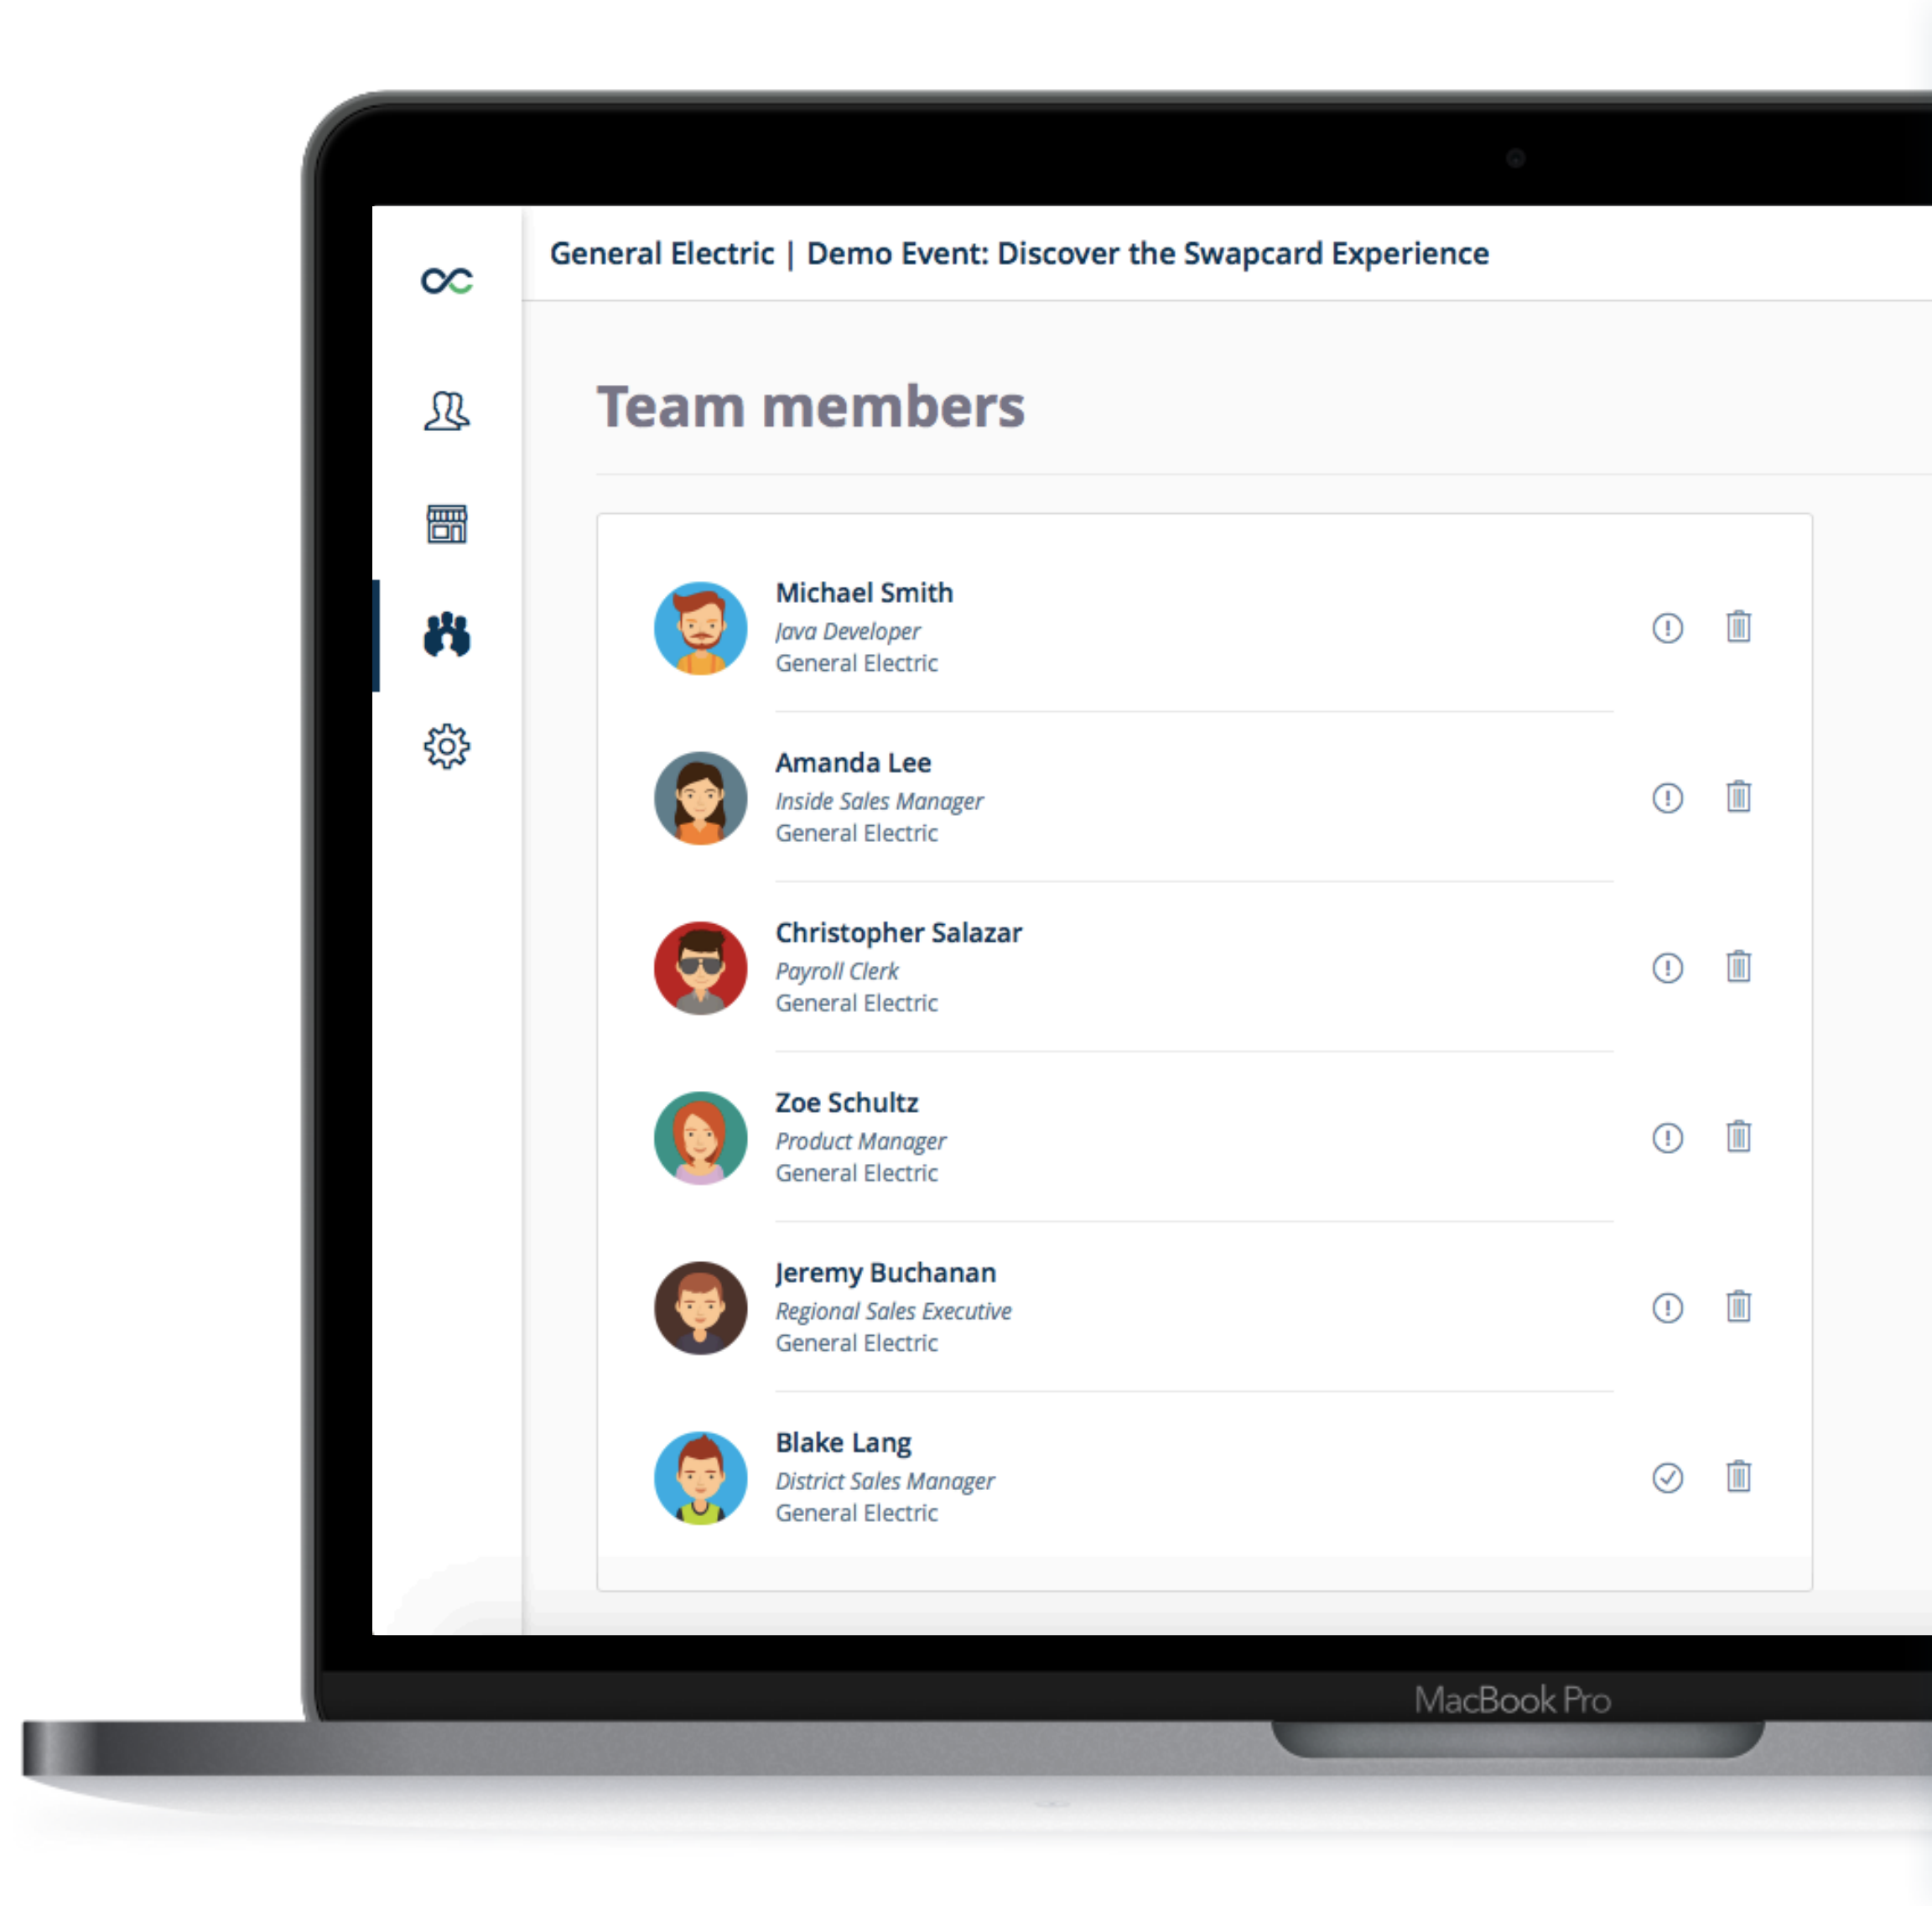 General Electric | Demo Event: Discover the Swapcard Experience
Team members
Michael Smith
Java Developer
General Electric
Amanda Lee
Inside Sales Manager
General Electric
Christopher Salazar
Payroll Clerk
General Electric
Zoe Schultz
Product Manager
General Electric
Jeremy Buchanan
Regional Sales Executive
General Electric
Blake Lang
District Sales Manager
General Electric
MacBook Pro